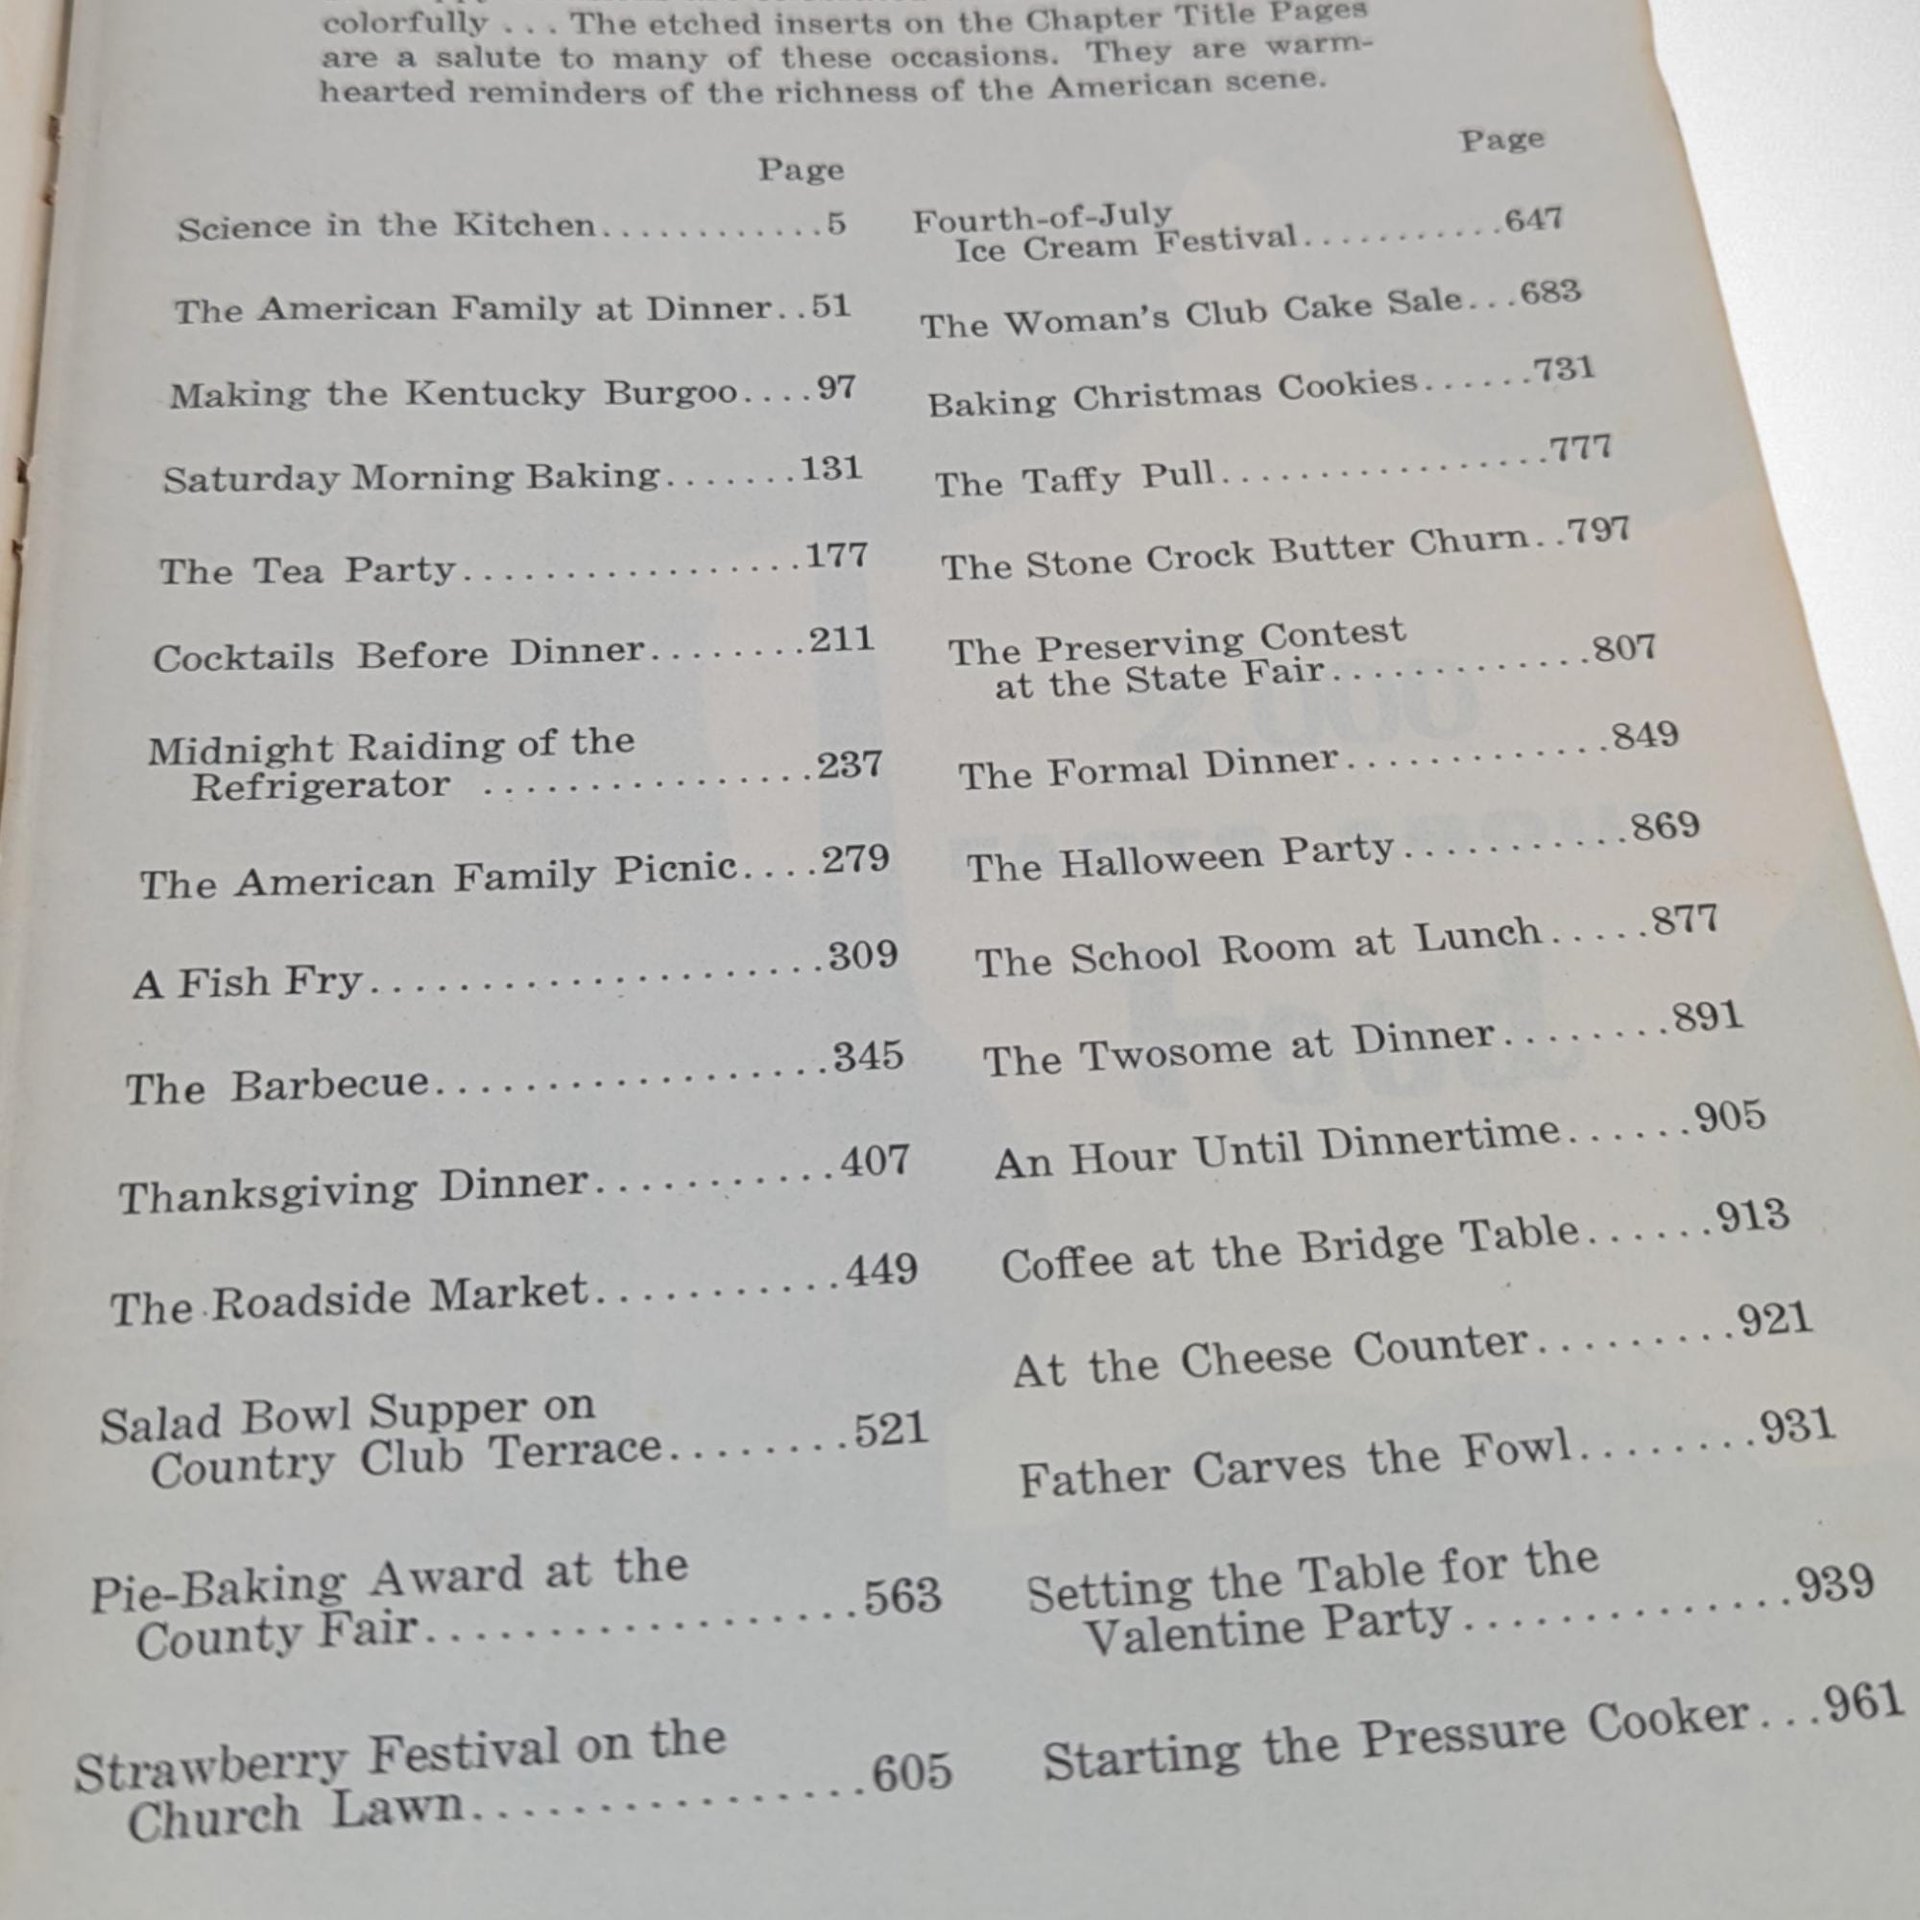 colorfully . . . The etched inserts on the Chapter Title Pages
are a salute to many of these occasions. They are warm-
hearted reminders of the richness of the American scene.
Page
Science in the Kitchen............5
The American Family at Dinner..51
Making the Kentucky Burgoo....97
Saturday Morning Baking.......131
The Tea Party.................177
Cocktails Before Dinner........211
Midnight Raiding of the
Refrigerator ................237
The American Family Picnic....279
A Fish Fry......................309
The Barbecue...................345
Thanksgiving Dinner...........407
The Roadside Market...........449
Salad Bowl Supper on
Country Club Terrace........521
Pie-Baking Award at the
County Fair..................563
Strawberry Festival on the
Church Lawn................605
Page
Fourth-of-July
Ice Cream Festival...........647
The Woman's Club Cake Sale...683
Baking Christmas Cookies......731
The Taffy Pull.................777
The Stone Crock Butter Churn..797
The Preserving Contest
at the State Fair.............807
The Formal Dinner.............849
The Halloween Party...........869
The School Room at Lunch.....877
The Twosome at Dinner........891
An Hour Until Dinnertime......905
Coffee at the Bridge Table......913
At the Cheese Counter.........921
Father Carves the Fowl........931
Setting the Table for the
Valentine Party..............939
Starting the Pressure Cooker...961